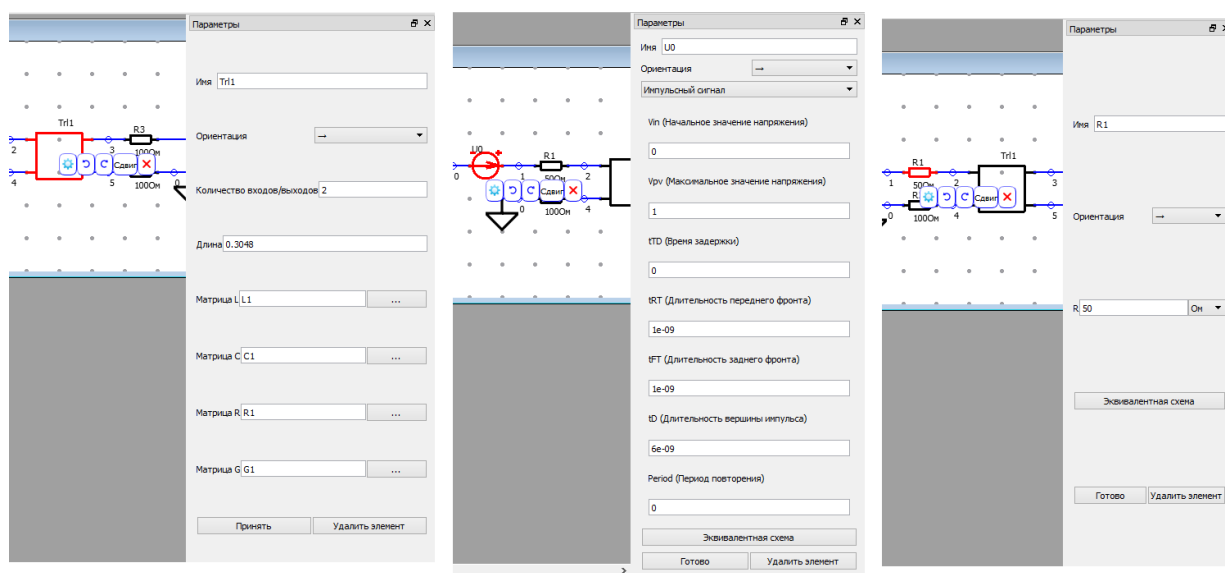 Параметры
Имя Trl1
Ориентация →
Количество входов/выходов 2
Длина 0.3048
Матрица L L1 ...
Матрица C C1 ...
Матрица R R1 ...
Матрица G G1 ...
Принять Удалить элемент
Trl1
R3
2 3 100Ом
Сдвиг
4 5 100Ом 0
Параметры
Имя U0
Ориентация →
Импульсный сигнал
Vin (Начальное значение напряжения)
0
Vpv (Максимальное значение напряжения)
1
tTD (Время задержки)
0
tRT (Длительность переднего фронта)
1e-09
tFT (Длительность заднего фронта)
1e-09
tD (Длительность вершины импульса)
6e-09
Period (Период повторения)
0
Эквивалентная схема
Готово Удалить элемент
U0
R1
0 1 50Ом 2
Сдвиг
0 100Ом 4
Параметры
Имя R1
Ориентация →
R 50 Ом
Эквивалентная схема
Готово Удалить элемент
R1 Trl1
1 50Ом 2 3
R Сдвиг
0 100Ом 4 5